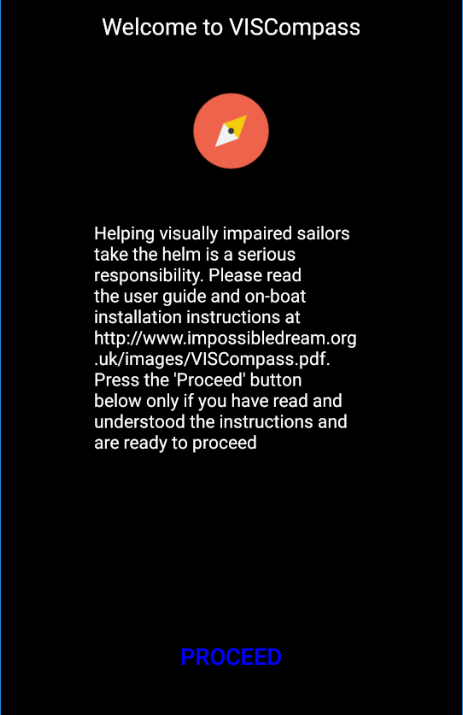 Welcome to VISCompass
Helping visually impaired sailors
take the helm is a serious
responsibility. Please read
the user guide and on-boat
installation instructions at
http://www.impossibledream.org
.uk/images/VISCompass.pdf.
Press the 'Proceed' button
below only if you have read and
understood the instructions and
are ready to proceed
PROCEED